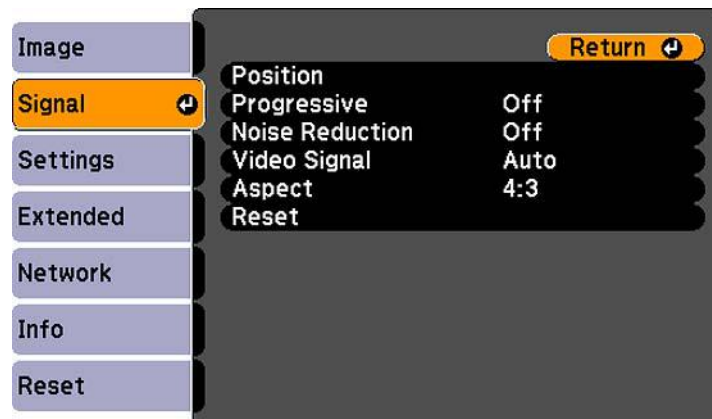 Image
Signal
Settings
Extended
Network
Info
Reset
Return
Position
Progressive Off
Noise Reduction Off
Video Signal Auto
Aspect 4:3
Reset